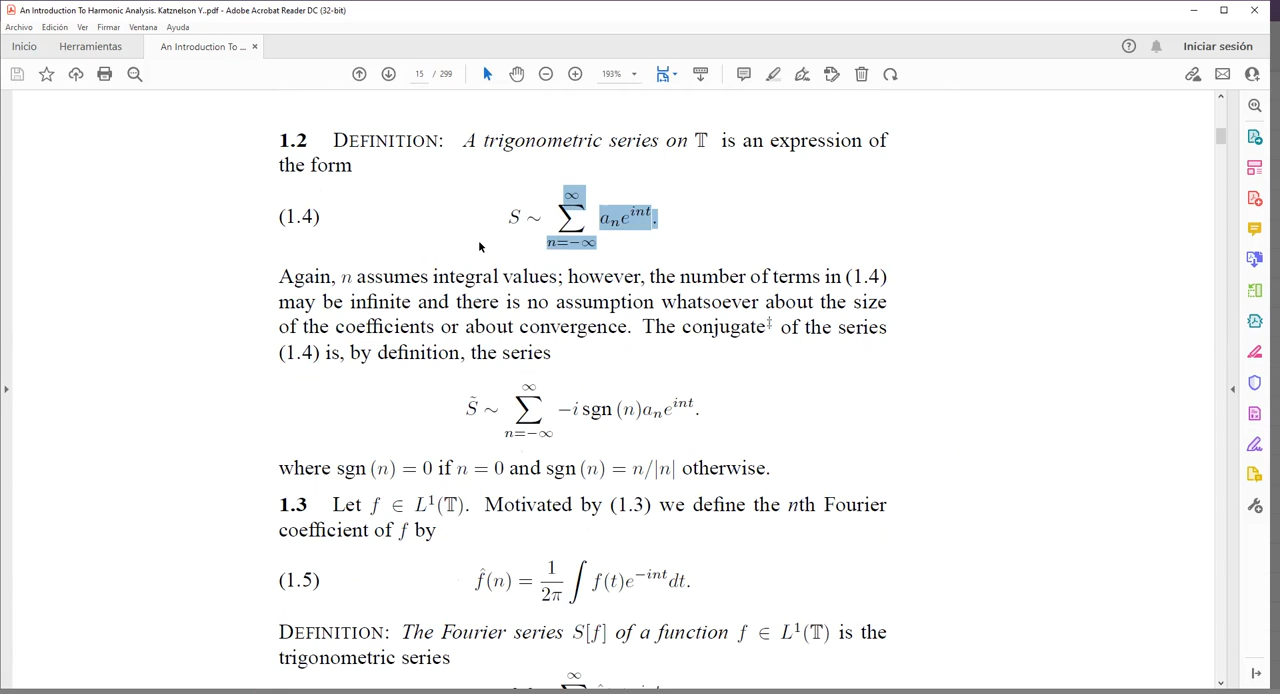 An Introduction To Harmonic Analysis. Katznelson Y..pdf - Adobe Acrobat Reader DC (32-bit)
Archivo Edición Ver Firmar Ventana Ayuda
Inicio Herramientas An Introduction To ... × Iniciar sesión
15 / 299 193%
1.2 DEFINITION: A trigonometric series on 𝕋 is an expression of
the form
(1.4) S ∼ ∑_{n=−∞}^{∞} a_n e^{int}.
Again, n assumes integral values; however, the number of terms in (1.4)
may be infinite and there is no assumption whatsoever about the size
of the coefficients or about convergence. The conjugate‡ of the series
(1.4) is, by definition, the series
S̃ ∼ ∑_{n=−∞}^{∞} −i sgn (n)a_n e^{int}.
where sgn (n) = 0 if n = 0 and sgn (n) = n/|n| otherwise.
1.3 Let f ∈ L¹(𝕋). Motivated by (1.3) we define the nth Fourier
coefficient of f by
(1.5) f̂(n) = 1/2π ∫ f(t)e^{−int}dt.
DEFINITION: The Fourier series S[f] of a function f ∈ L¹(𝕋) is the
trigonometric series
∞